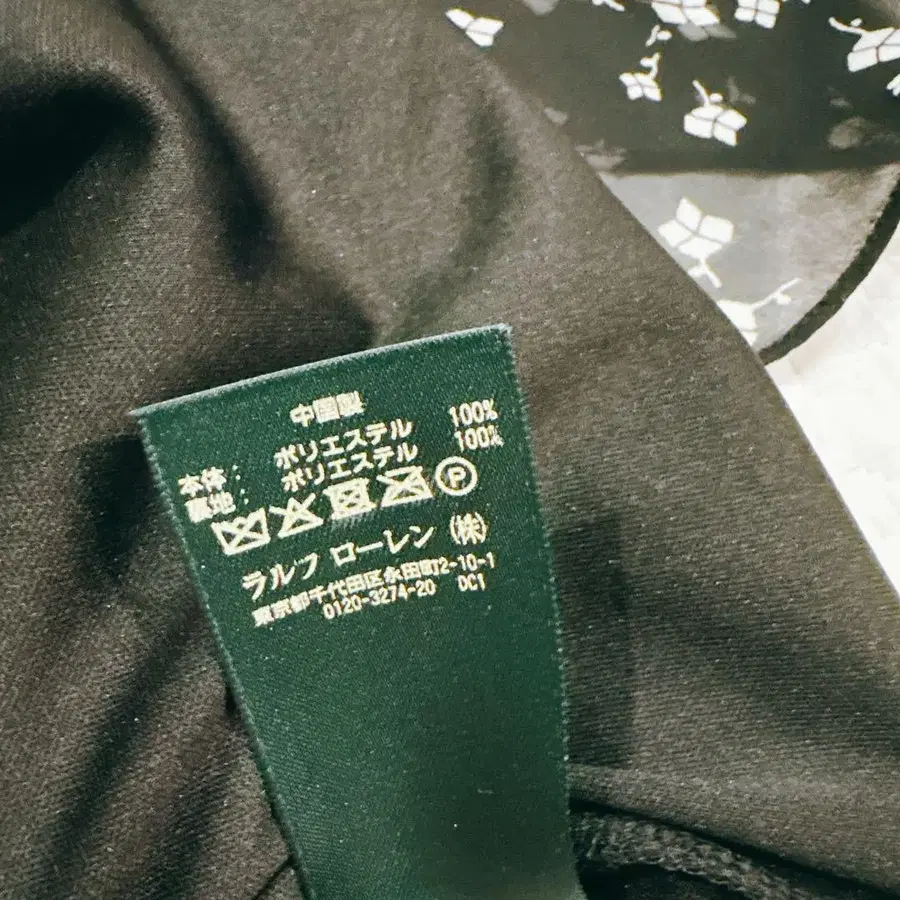 中国製
本体： ポリエステル 100%
裏地： ポリエステル 100%
ラルフ ローレン (株)
東京都千代田区永田町2-10-1
0120-3274-20 DC1